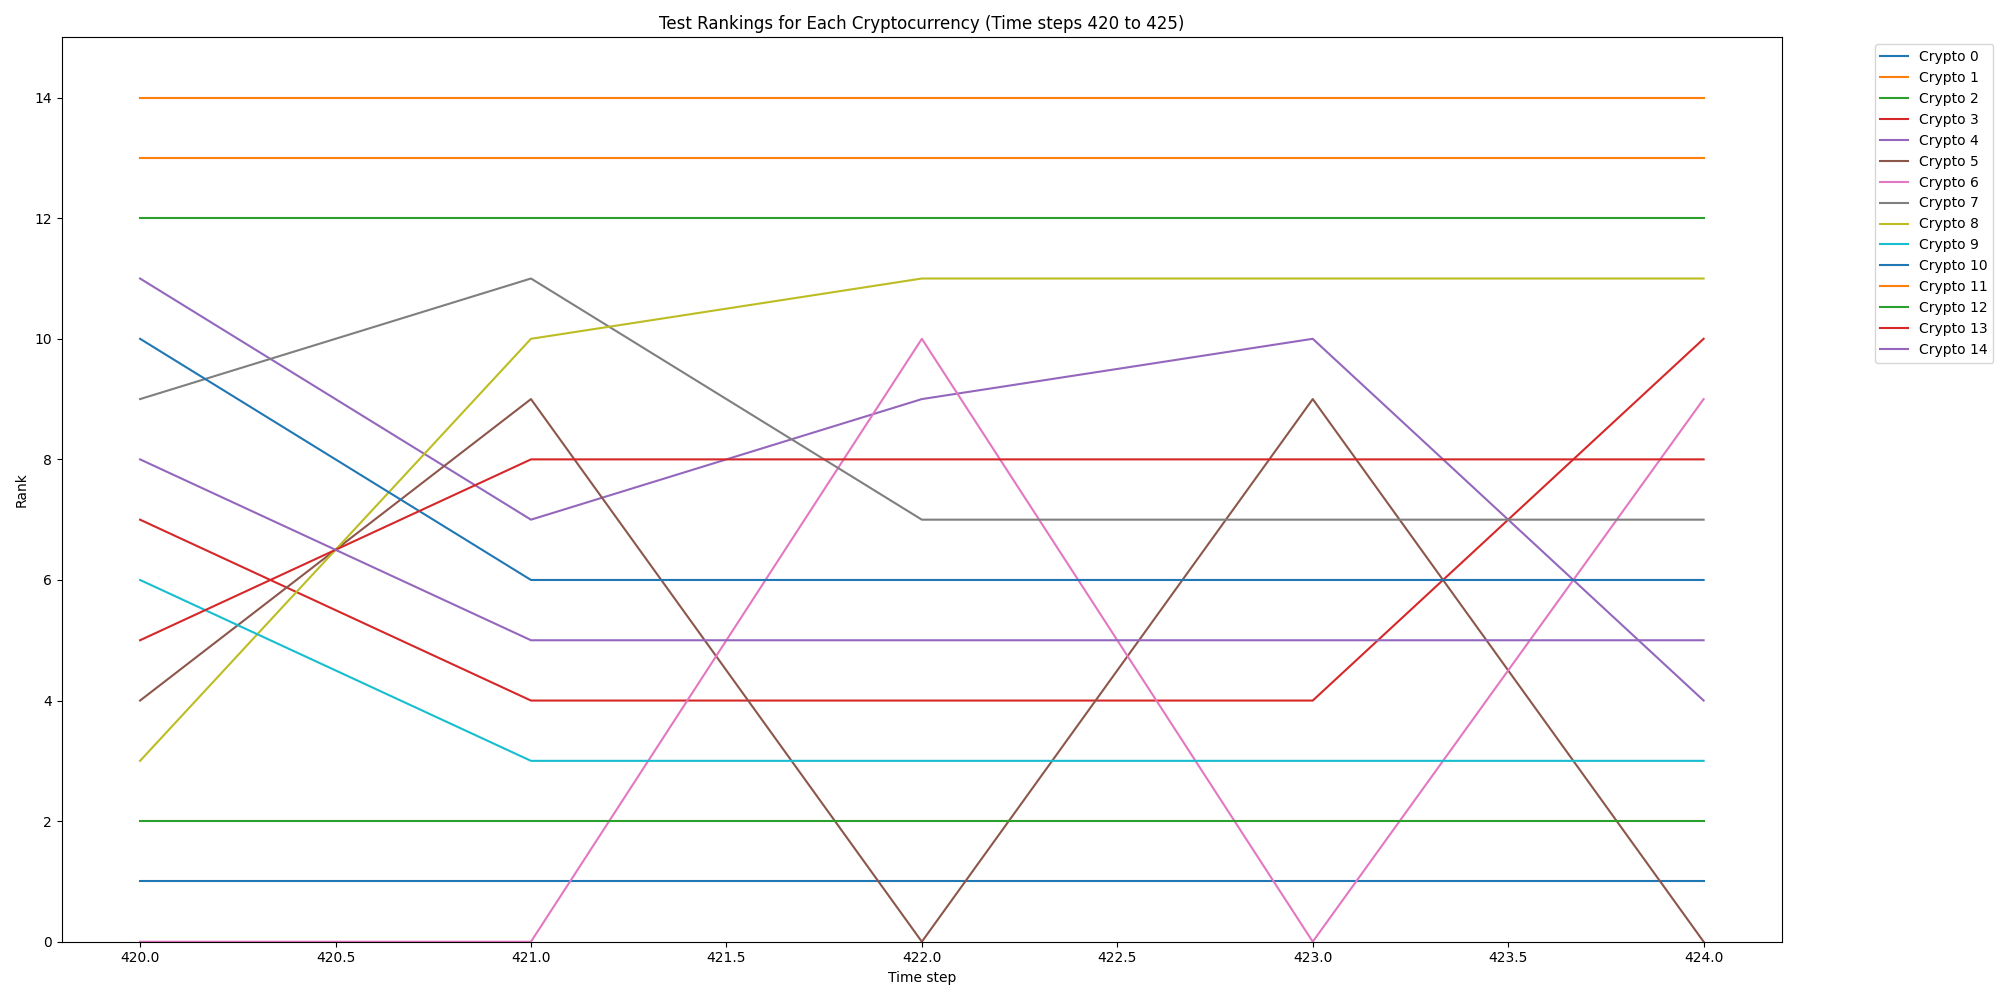 Test Rankings for Each Cryptocurrency (Time steps 420 to 425)
Rank
14
12
10
8
6
4
2
0
420.0 420.5 421.0 421.5 422.0 422.5 423.0 423.5 424.0
Time step
Crypto 0
Crypto 1
Crypto 2
Crypto 3
Crypto 4
Crypto 5
Crypto 6
Crypto 7
Crypto 8
Crypto 9
Crypto 10
Crypto 11
Crypto 12
Crypto 13
Crypto 14